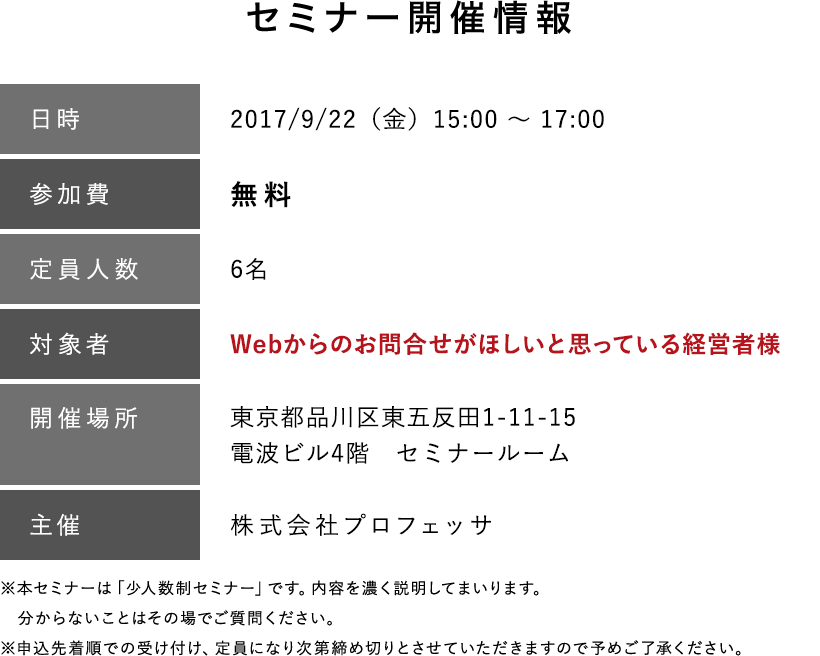 セミナー開催情報
日時
2017/9/22（金）15:00 ～ 17:00
参加費
無料
定員人数
6名
対象者
Webからのお問合せがほしいと思っている経営者様
開催場所
東京都品川区東五反田1-11-15
電波ビル4階　セミナールーム
主催
株式会社プロフェッサ
※本セミナーは「少人数制セミナー」です。内容を濃く説明してまいります。
分からないことはその場でご質問ください。
※申込先着順での受け付け、定員になり次第締め切りとさせていただきますので予めご了承ください。